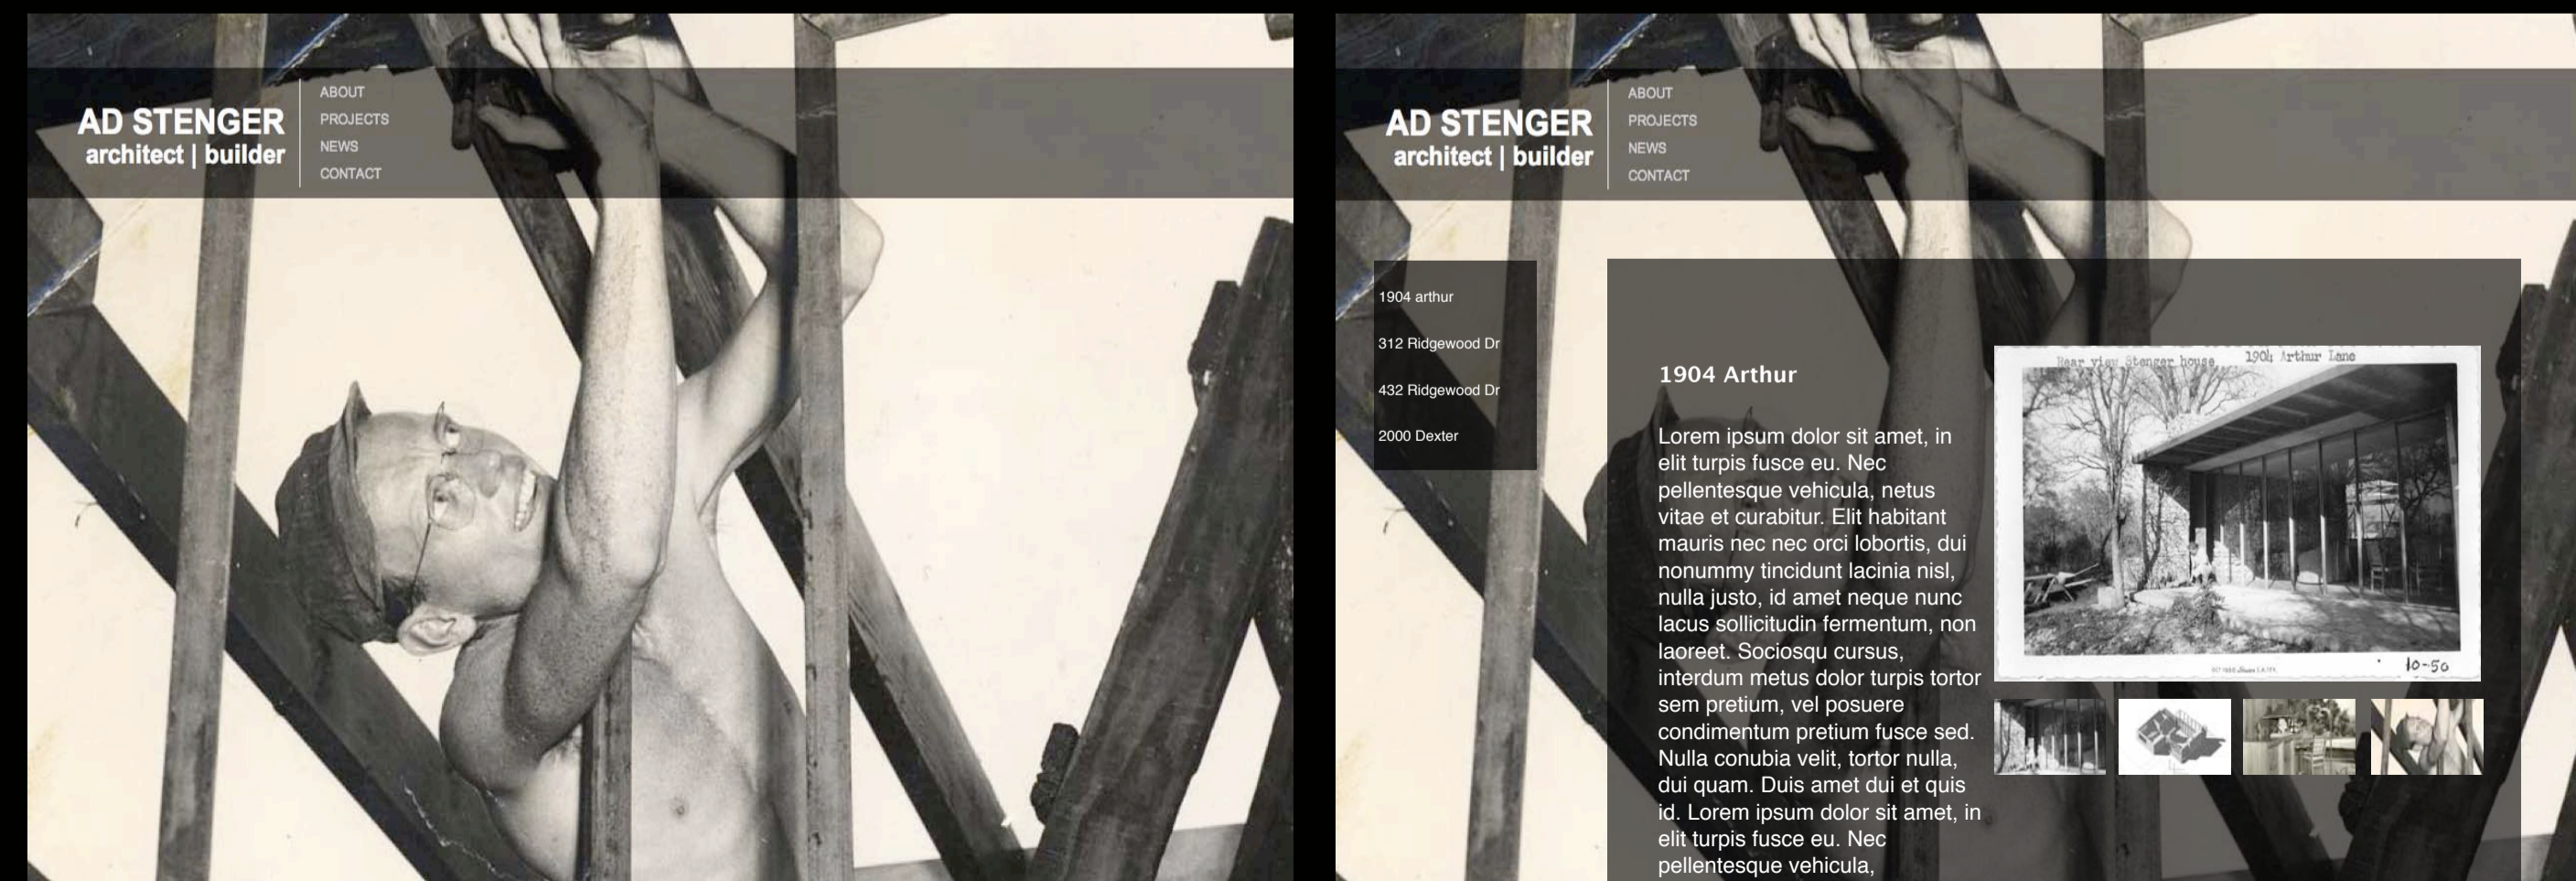 AD STENGER
architect | builder
ABOUT
PROJECTS
NEWS
CONTACT
AD STENGER
architect | builder
ABOUT
PROJECTS
NEWS
CONTACT
1904 arthur
312 Ridgewood Dr
432 Ridgewood Dr
2000 Dexter
1904 Arthur
Lorem ipsum dolor sit amet, in
elit turpis fusce eu. Nec
pellentesque vehicula, netus
vitae et curabitur. Elit habitant
mauris nec nec orci lobortis, dui
nonummy tincidunt lacinia nisl,
nulla justo, id amet neque nunc
lacus sollicitudin fermentum, non
laoreet. Sociosqu cursus,
interdum metus dolor turpis tortor
sem pretium, vel posuere
condimentum pretium fusce sed.
Nulla conubia velit, tortor nulla,
dui quam. Duis amet dui et quis
id. Lorem ipsum dolor sit amet, in
elit turpis fusce eu. Nec
pellentesque vehicula,
Rear view Stenger house 1904 Arthur Lane
10-50